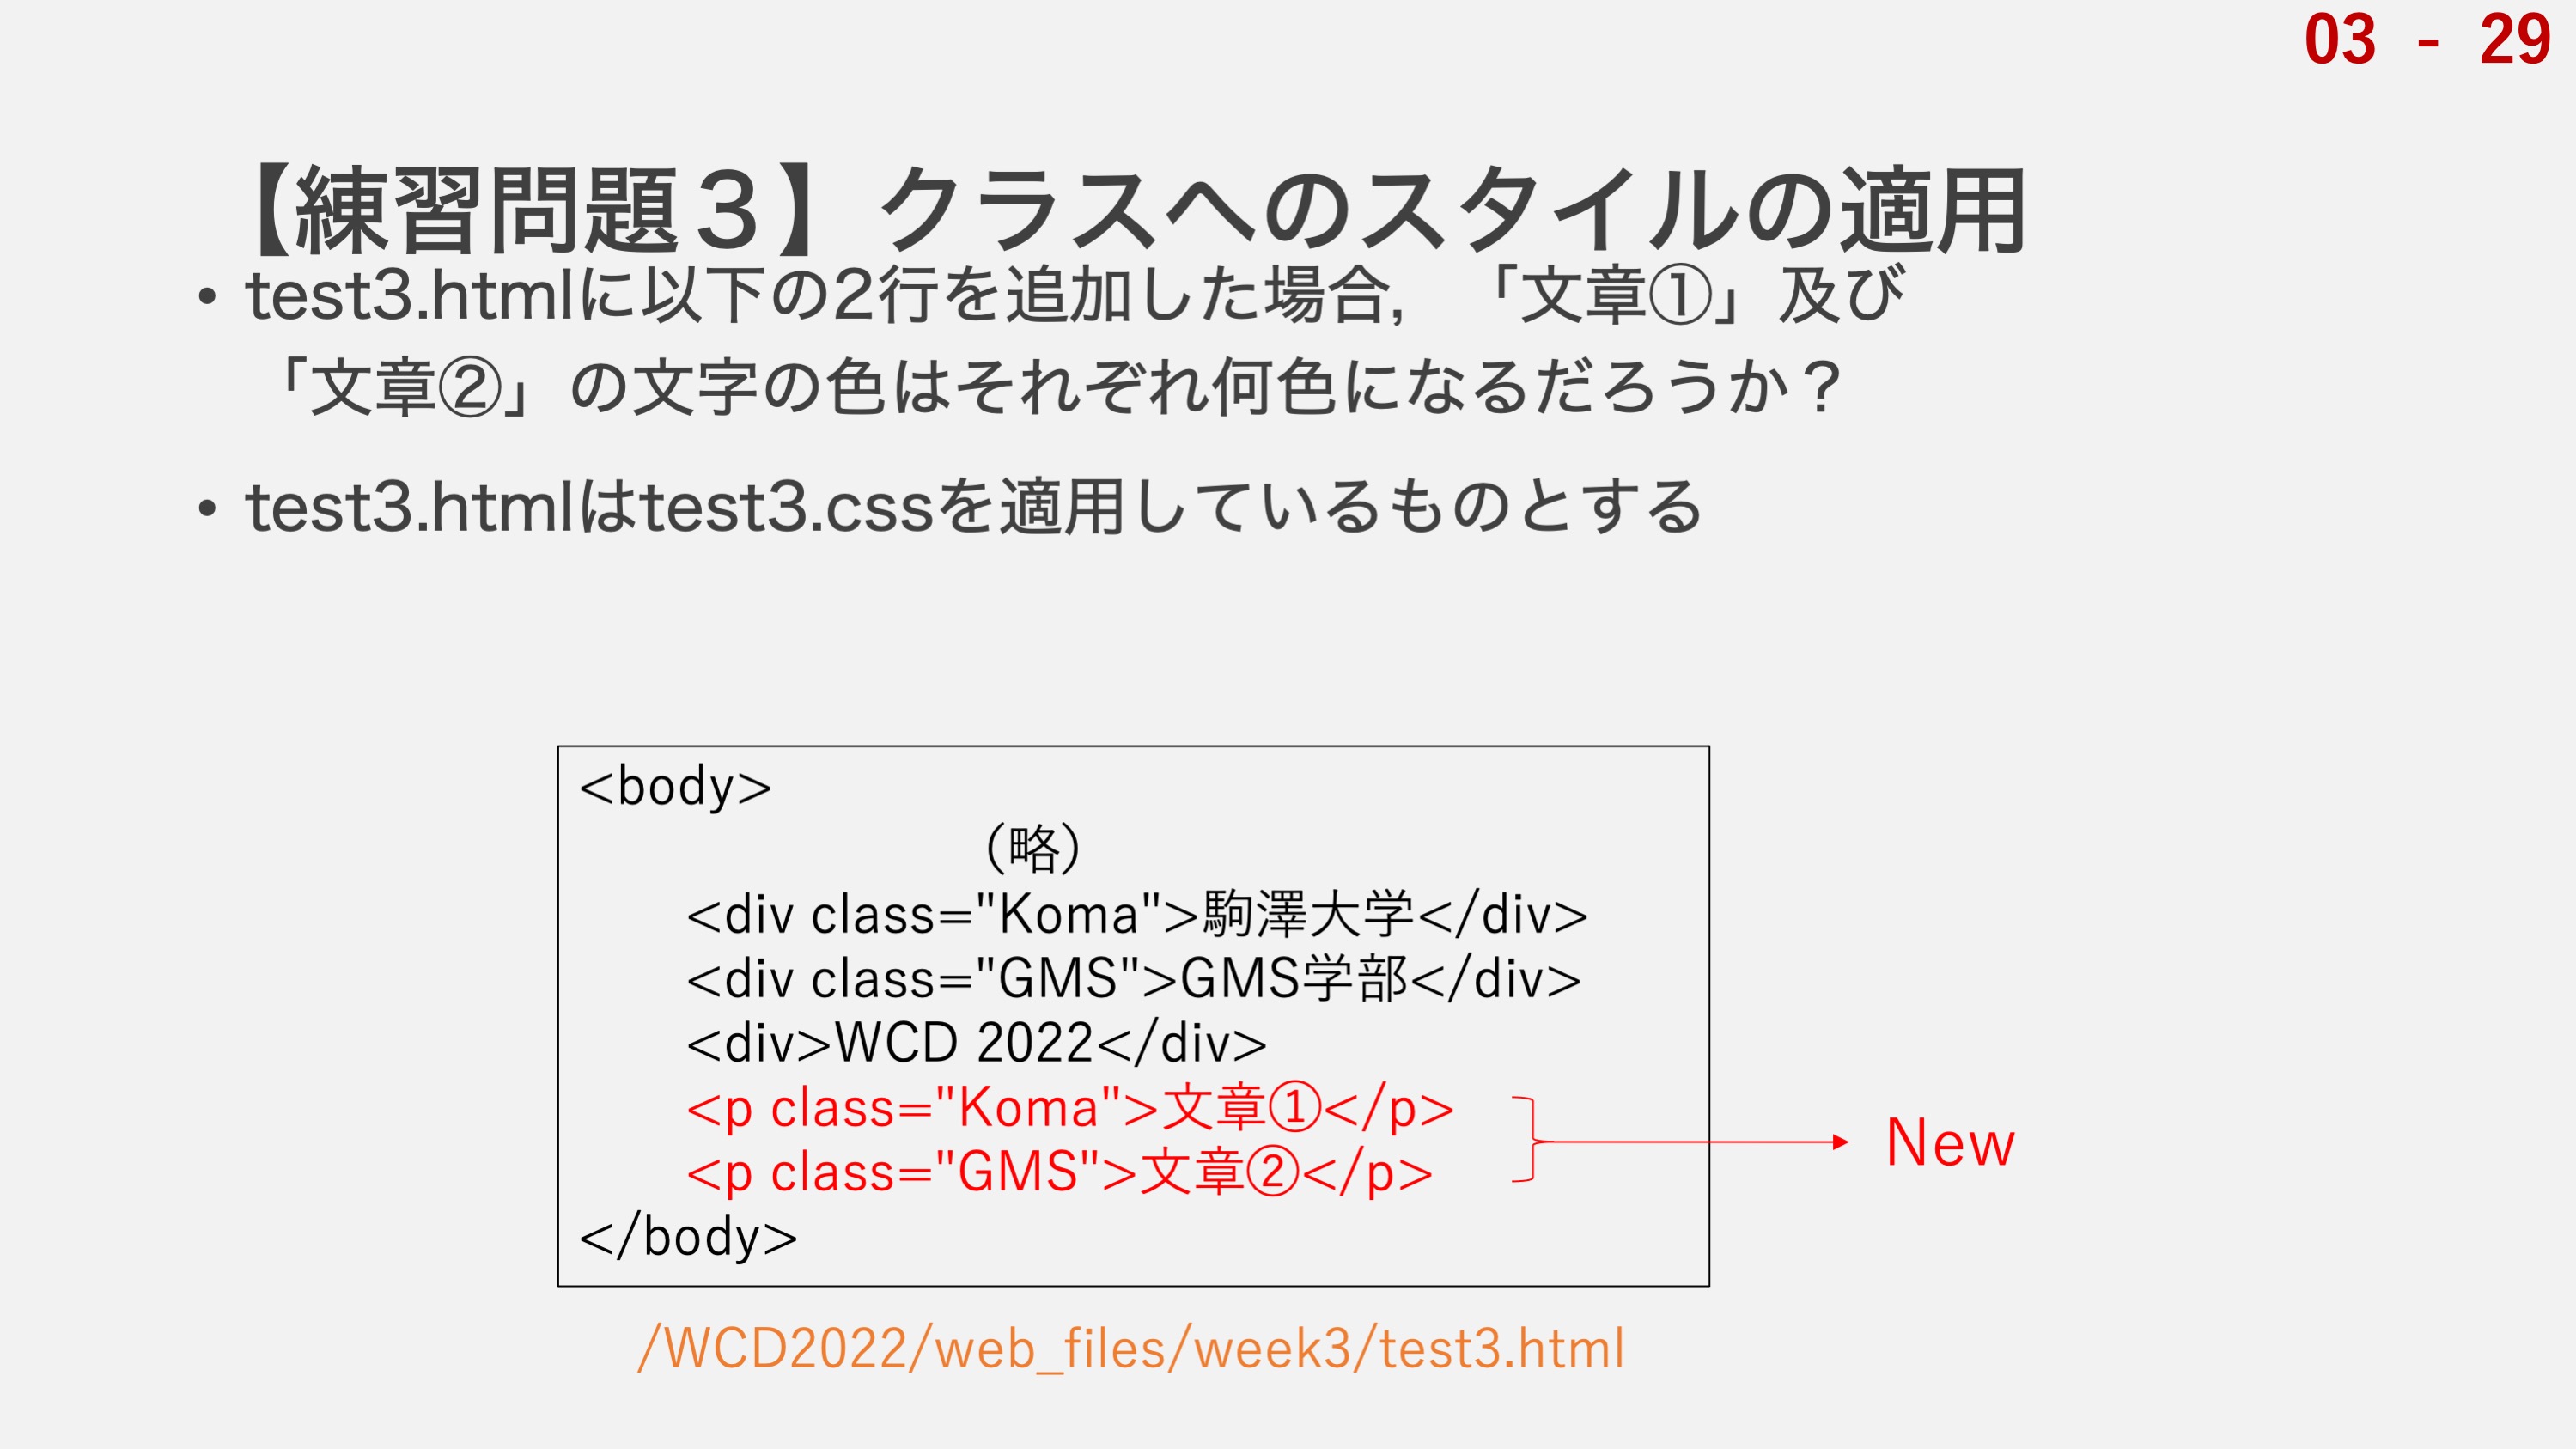 03 - 29
【練習問題３】クラスへのスタイルの適用
• test3.htmlに以下の2行を追加した場合，「文章①」及び
「文章②」の文字の色はそれぞれ何色になるだろうか？
• test3.htmlはtest3.cssを適用しているものとする
<body>
（略）
<div class="Koma">駒澤大学</div>
<div class="GMS">GMS学部</div>
<div>WCD 2022</div>
<p class="Koma">文章①</p>
<p class="GMS">文章②</p>
New
</body>
/WCD2022/web_files/week3/test3.html